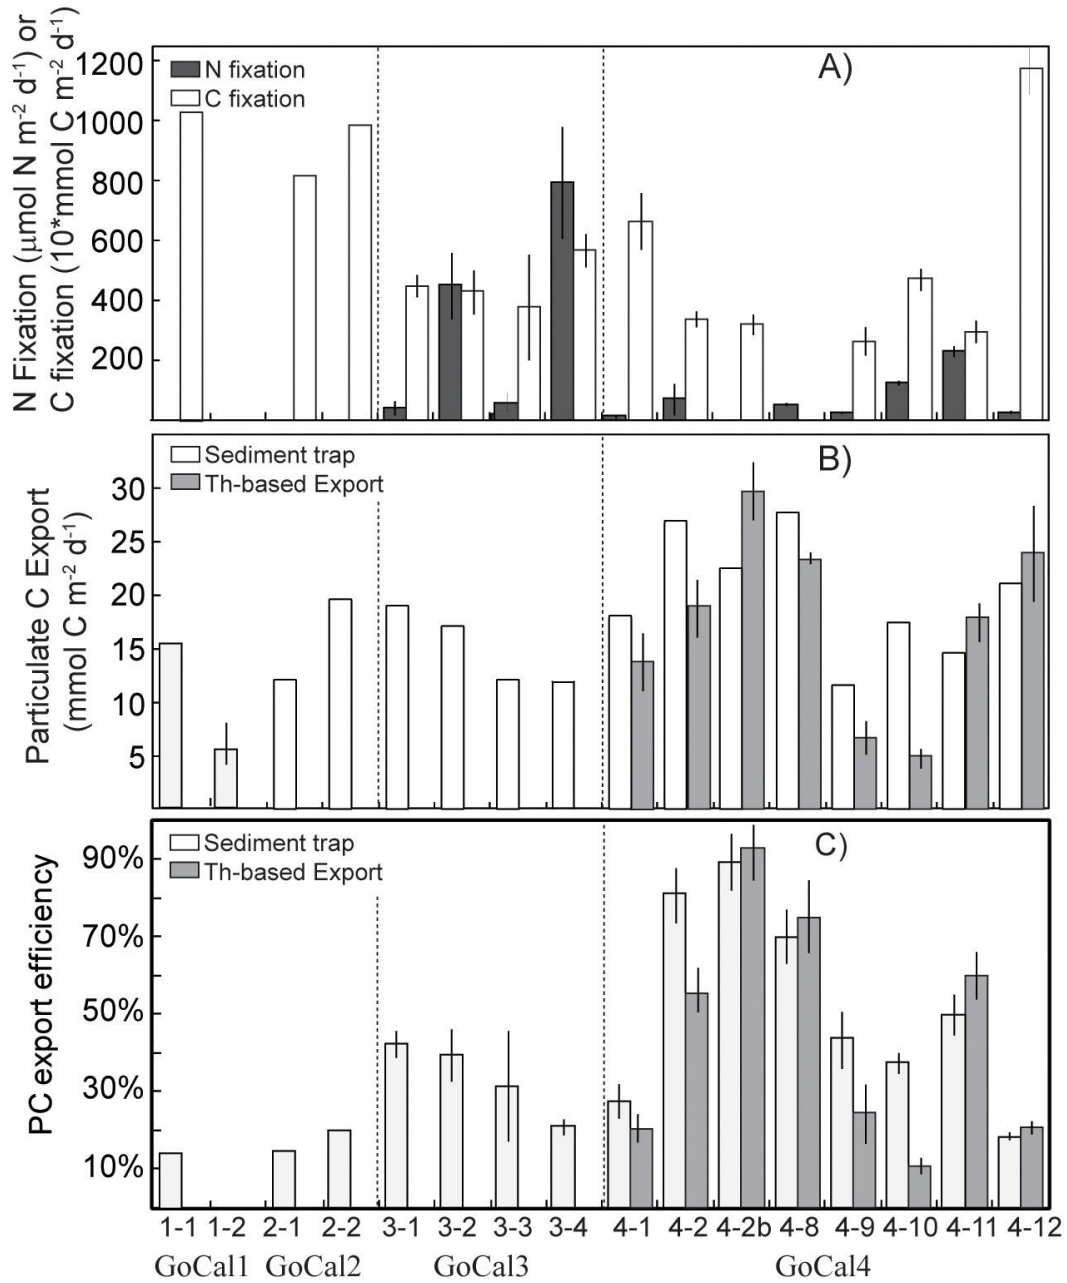 N Fixation (μmol N m⁻² d⁻¹) or
C fixation (10*mmol C m⁻² d⁻¹)
A)
N fixation
C fixation
1200
1000
800
600
400
200
B)
Sediment trap
Th-based Export
Particulate C Export
(mmol C m⁻² d⁻¹)
30
25
20
15
10
5
C)
Sediment trap
Th-based Export
PC export efficiency
90%
70%
50%
30%
10%
1-1 1-2 2-1 2-2 3-1 3-2 3-3 3-4 4-1 4-2 4-2b 4-8 4-9 4-10 4-11 4-12
GoCal1 GoCal2 GoCal3 GoCal4